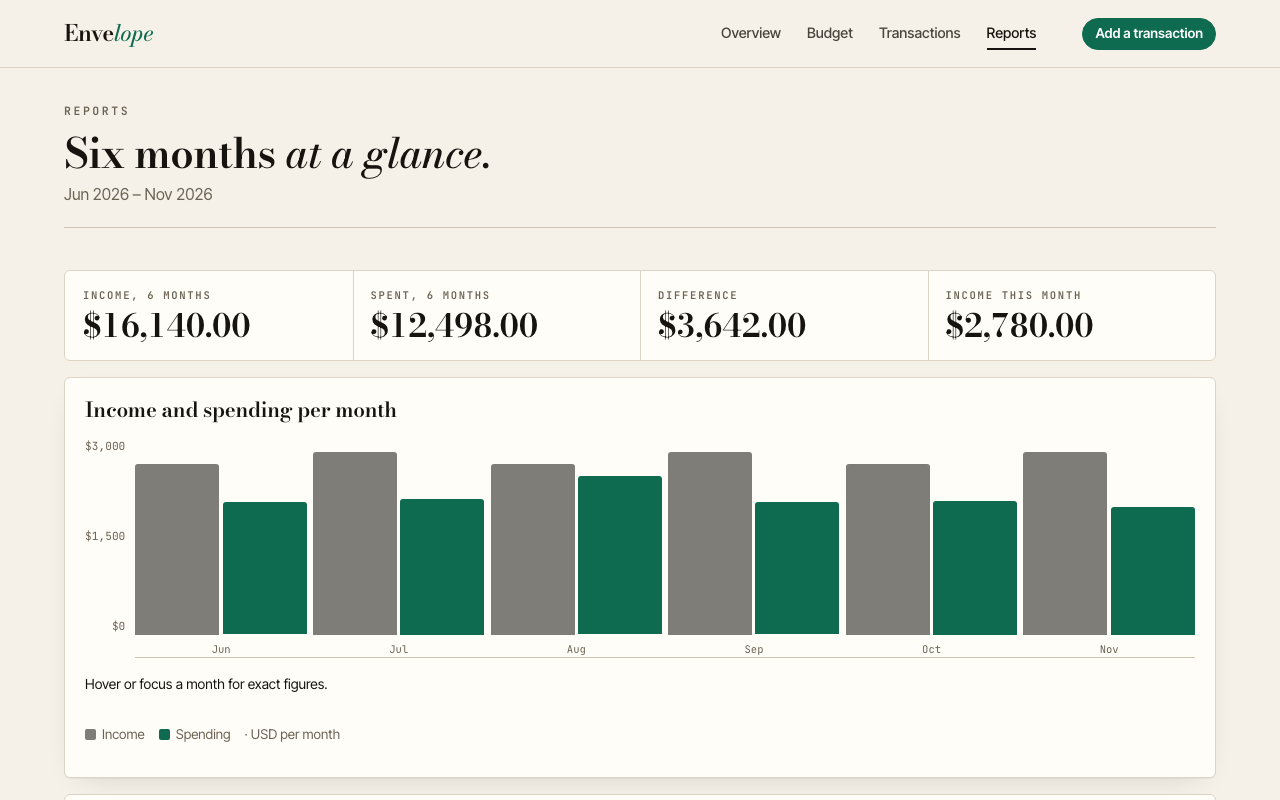 Envelope
Overview Budget Transactions Reports Add a transaction
REPORTS
Six months at a glance.
Jun 2026 – Nov 2026
INCOME, 6 MONTHS
$16,140.00
SPENT, 6 MONTHS
$12,498.00
DIFFERENCE
$3,642.00
INCOME THIS MONTH
$2,780.00
Income and spending per month
$3,000
$1,500
$0
Jun Jul Aug Sep Oct Nov
Hover or focus a month for exact figures.
Income Spending · USD per month